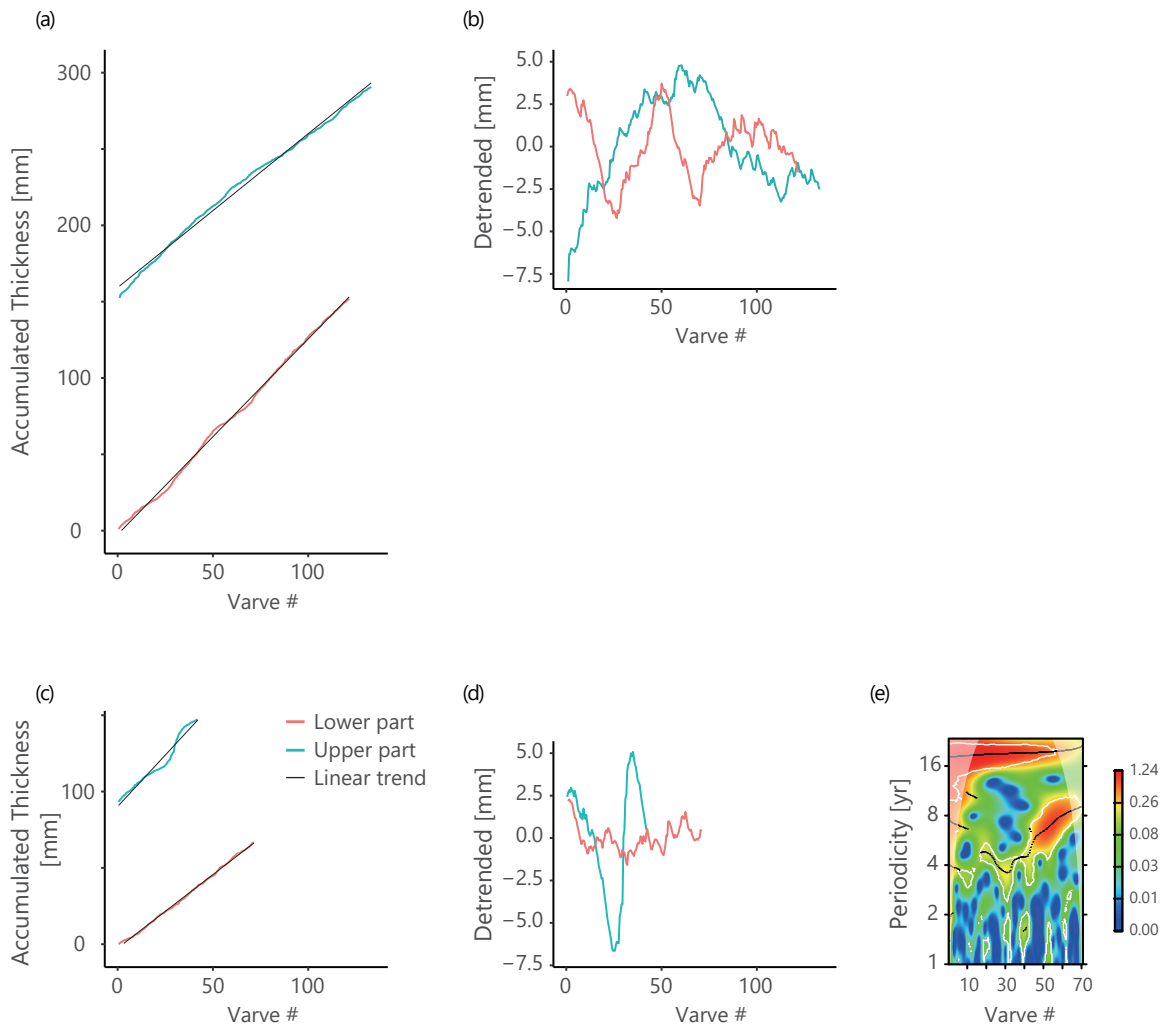 (a)
300
200
100
0
0 50 100
Varve #
Accumulated Thickness [mm]
(b)
5.0
2.5
0.0
−2.5
−5.0
−7.5
0 50 100
Varve #
Detrended [mm]
(c)
100
0
0 50 100
Varve #
Accumulated Thickness
[mm]
Lower part
Upper part
Linear trend
(d)
5.0
2.5
0.0
−2.5
−5.0
−7.5
0 50 100
Varve #
Detrended [mm]
(e)
16
8
4
2
1
10 30 50 70
Varve #
Periodicity [yr]
1.24
0.26
0.08
0.03
0.01
0.00